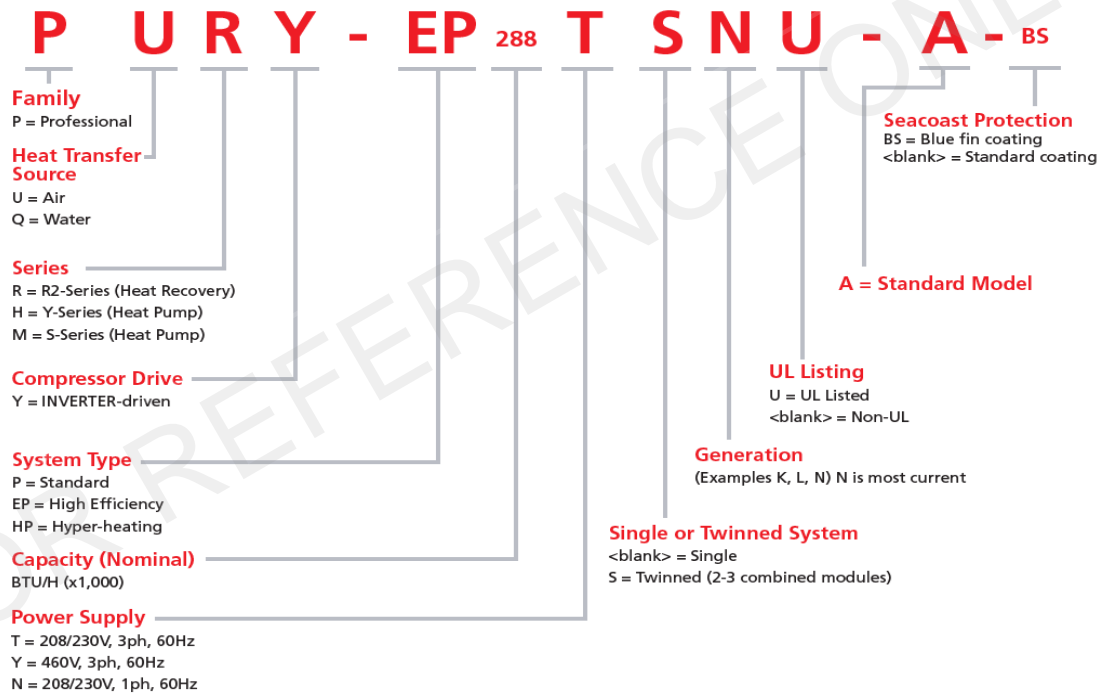 P U R Y - EP 288 T S N U - A - BS
Family
P = Professional
Heat Transfer
Source
U = Air
Q = Water
Series
R = R2-Series (Heat Recovery)
H = Y-Series (Heat Pump)
M = S-Series (Heat Pump)
Compressor Drive
Y = INVERTER-driven
System Type
P = Standard
EP = High Efficiency
HP = Hyper-heating
Capacity (Nominal)
BTU/H (x1,000)
Power Supply
T = 208/230V, 3ph, 60Hz
Y = 460V, 3ph, 60Hz
N = 208/230V, 1ph, 60Hz
Single or Twinned System
<blank> = Single
S = Twinned (2-3 combined modules)
Generation
(Examples K, L, N) N is most current
UL Listing
U = UL Listed
<blank> = Non-UL
A = Standard Model
Seacoast Protection
BS = Blue fin coating
<blank> = Standard coating
OR REFERENCE ONE